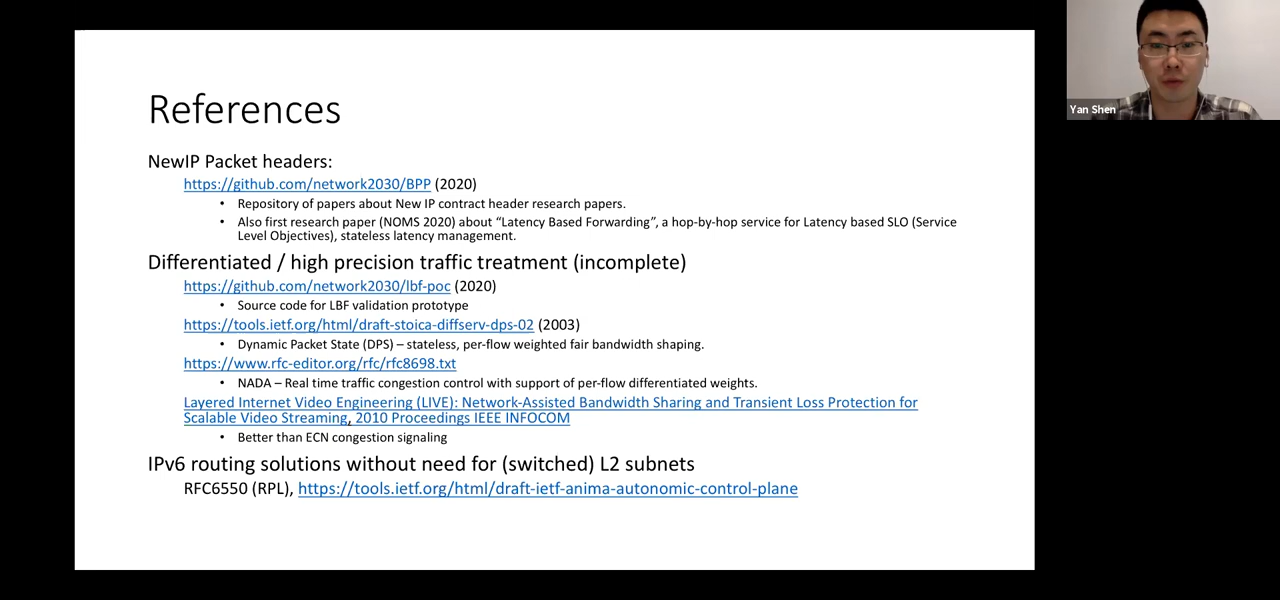 References
NewIP Packet headers:
https://github.com/network2030/BPP (2020)
• Repository of papers about New IP contract header research papers.
• Also first research paper (NOMS 2020) about “Latency Based Forwarding”, a hop-by-hop service for Latency based SLO (Service
Level Objectives), stateless latency management.
Differentiated / high precision traffic treatment (incomplete)
https://github.com/network2030/lbf-poc (2020)
• Source code for LBF validation prototype
https://tools.ietf.org/html/draft-stoica-diffserv-dps-02 (2003)
• Dynamic Packet State (DPS) – stateless, per-flow weighted fair bandwidth shaping.
https://www.rfc-editor.org/rfc/rfc8698.txt
• NADA – Real time traffic congestion control with support of per-flow differentiated weights.
Layered Internet Video Engineering (LIVE): Network-Assisted Bandwidth Sharing and Transient Loss Protection for
Scalable Video Streaming, 2010 Proceedings IEEE INFOCOM
• Better than ECN congestion signaling
IPv6 routing solutions without need for (switched) L2 subnets
RFC6550 (RPL), https://tools.ietf.org/html/draft-ietf-anima-autonomic-control-plane
Yan Shen